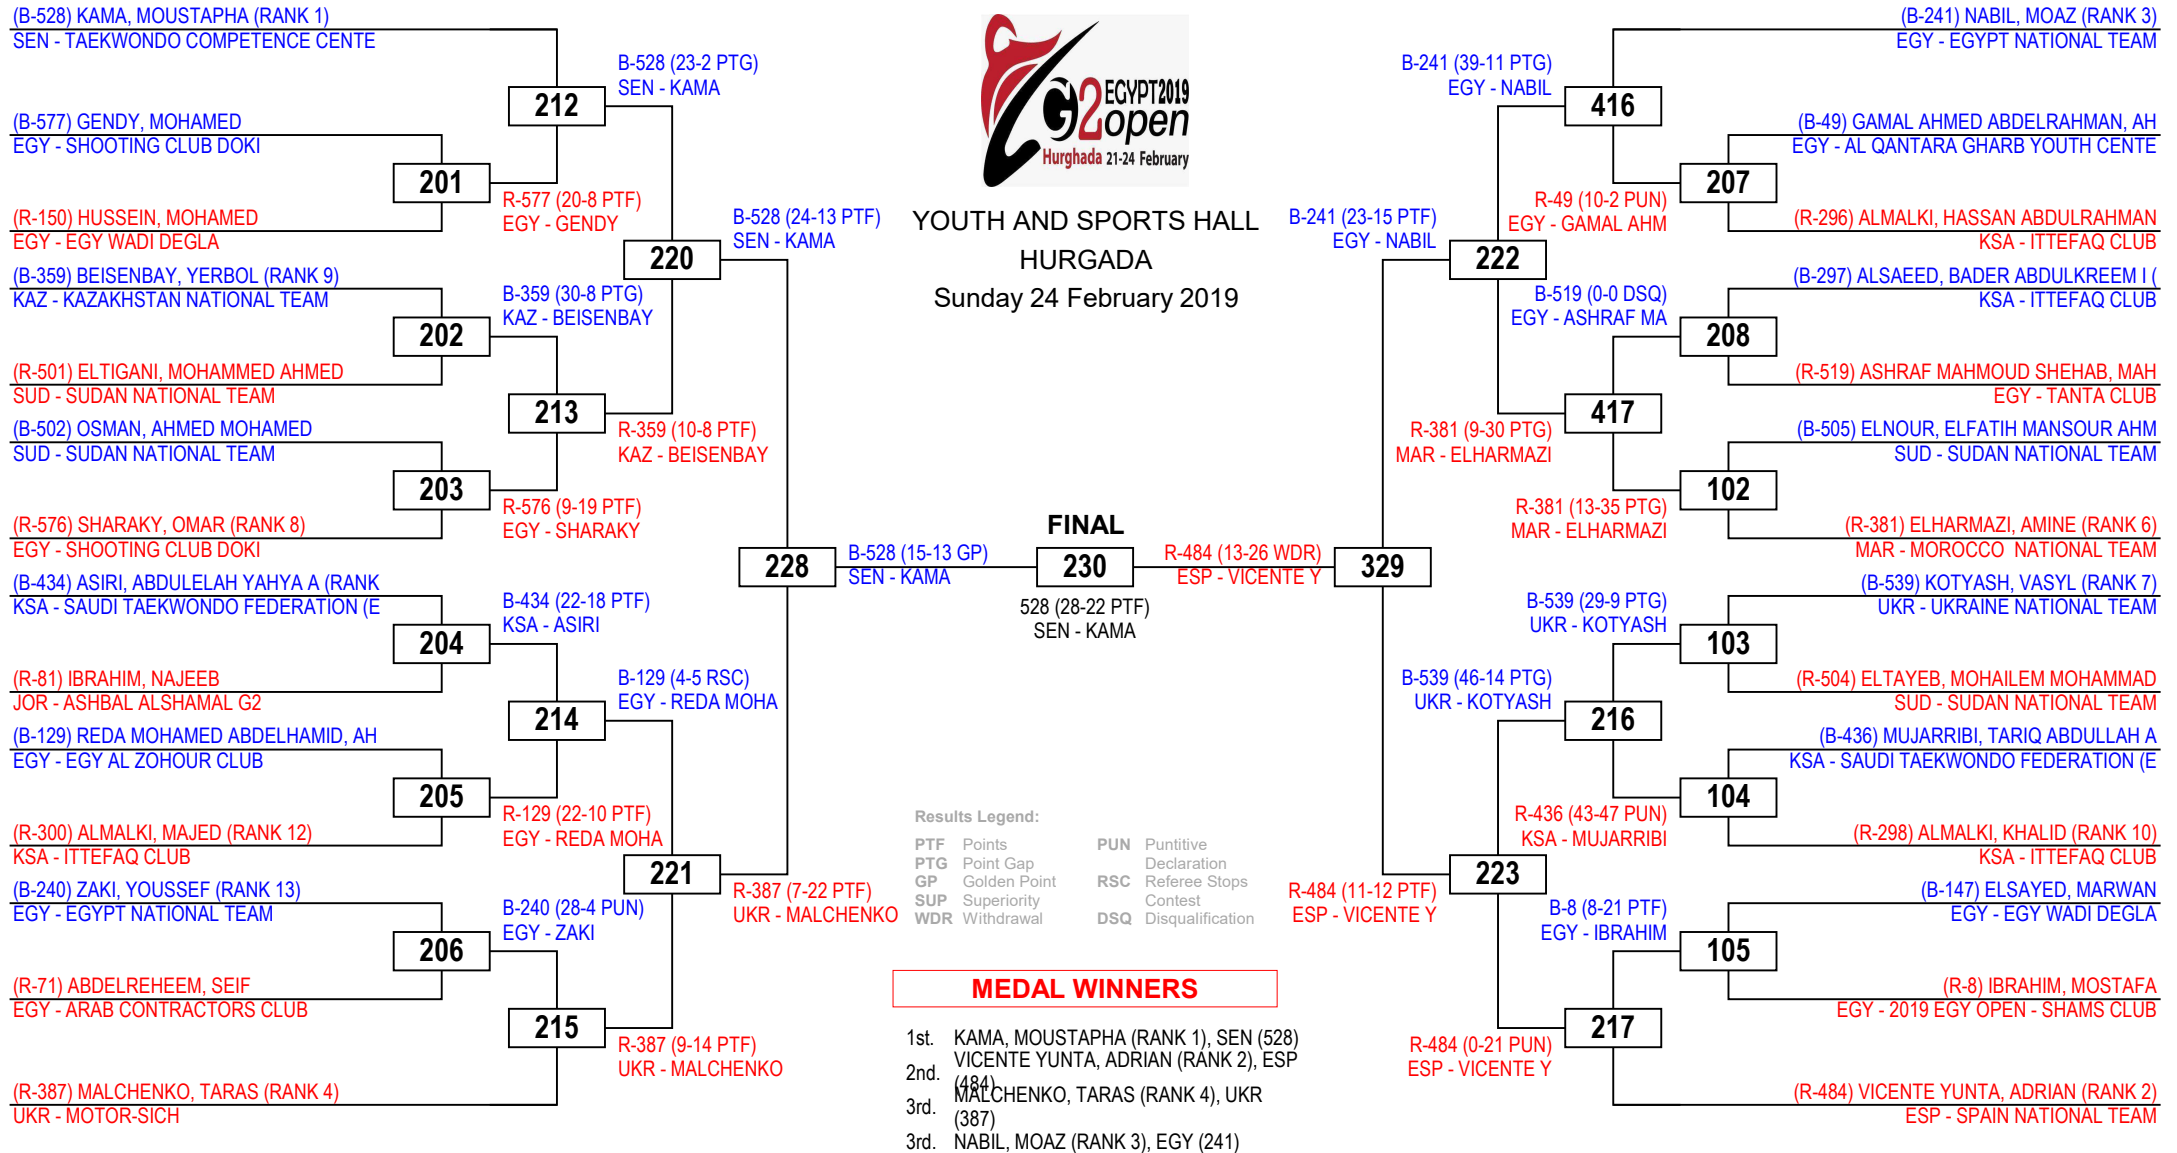 (B-528) KAMA, MOUSTAPHA (RANK 1)
SEN - TAEKWONDO COMPETENCE CENTE
(B-577) GENDY, MOHAMED
EGY - SHOOTING CLUB DOKI
(R-150) HUSSEIN, MOHAMED
EGY - EGY WADI DEGLA
(B-359) BEISENBAY, YERBOL (RANK 9)
KAZ - KAZAKHSTAN NATIONAL TEAM
(R-501) ELTIGANI, MOHAMMED AHMED
SUD - SUDAN NATIONAL TEAM
(B-502) OSMAN, AHMED MOHAMED
SUD - SUDAN NATIONAL TEAM
(R-576) SHARAKY, OMAR (RANK 8)
EGY - SHOOTING CLUB DOKI
(B-434) ASIRI, ABDULELAH YAHYA A (RANK
KSA - SAUDI TAEKWONDO FEDERATION (E
(R-81) IBRAHIM, NAJEEB
JOR - ASHBAL ALSHAMAL G2
(B-129) REDA MOHAMED ABDELHAMID, AH
EGY - EGY AL ZOHOUR CLUB
(R-300) ALMALKI, MAJED (RANK 12)
KSA - ITTEFAQ CLUB
(B-240) ZAKI, YOUSSEF (RANK 13)
EGY - EGYPT NATIONAL TEAM
(R-71) ABDELREHEEM, SEIF
EGY - ARAB CONTRACTORS CLUB
(R-387) MALCHENKO, TARAS (RANK 4)
UKR - MOTOR-SICH
201
202
203
204
205
206
R-577 (20-8 PTF)
EGY - GENDY
B-359 (30-8 PTG)
KAZ - BEISENBAY
R-576 (9-19 PTF)
EGY - SHARAKY
B-434 (22-18 PTF)
KSA - ASIRI
R-129 (22-10 PTF)
EGY - REDA MOHA
B-240 (28-4 PUN)
EGY - ZAKI
212
213
214
215
B-528 (23-2 PTG)
SEN - KAMA
R-359 (10-8 PTF)
KAZ - BEISENBAY
B-129 (4-5 RSC)
EGY - REDA MOHA
R-387 (9-14 PTF)
UKR - MALCHENKO
220
221
B-528 (24-13 PTF)
SEN - KAMA
R-387 (7-22 PTF)
UKR - MALCHENKO
228
B-528 (15-13 GP)
SEN - KAMA
G2 EGYPT2019
open
Hurghada 21-24 February
YOUTH AND SPORTS HALL
HURGADA
Sunday 24 February 2019
FINAL
230
528 (28-22 PTF)
SEN - KAMA
R-484 (13-26 WDR)
ESP - VICENTE Y
329
B-241 (23-15 PTF)
EGY - NABIL
R-484 (11-12 PTF)
ESP - VICENTE Y
222
223
B-241 (39-11 PTG)
EGY - NABIL
R-381 (9-30 PTG)
MAR - ELHARMAZI
B-539 (46-14 PTG)
UKR - KOTYASH
R-484 (0-21 PUN)
ESP - VICENTE Y
416
417
216
217
R-49 (10-2 PUN)
EGY - GAMAL AHM
B-519 (0-0 DSQ)
EGY - ASHRAF MA
R-381 (13-35 PTG)
MAR - ELHARMAZI
B-539 (29-9 PTG)
UKR - KOTYASH
R-436 (43-47 PUN)
KSA - MUJARRIBI
B-8 (8-21 PTF)
EGY - IBRAHIM
207
208
102
103
104
105
(B-241) NABIL, MOAZ (RANK 3)
EGY - EGYPT NATIONAL TEAM
(B-49) GAMAL AHMED ABDELRAHMAN, AH
EGY - AL QANTARA GHARB YOUTH CENTE
(R-296) ALMALKI, HASSAN ABDULRAHMAN
KSA - ITTEFAQ CLUB
(B-297) ALSAEED, BADER ABDULKREEM I (
KSA - ITTEFAQ CLUB
(R-519) ASHRAF MAHMOUD SHEHAB, MAH
EGY - TANTA CLUB
(B-505) ELNOUR, ELFATIH MANSOUR AHM
SUD - SUDAN NATIONAL TEAM
(R-381) ELHARMAZI, AMINE (RANK 6)
MAR - MOROCCO NATIONAL TEAM
(B-539) KOTYASH, VASYL (RANK 7)
UKR - UKRAINE NATIONAL TEAM
(R-504) ELTAYEB, MOHAILEM MOHAMMAD
SUD - SUDAN NATIONAL TEAM
(B-436) MUJARRIBI, TARIQ ABDULLAH A
KSA - SAUDI TAEKWONDO FEDERATION (E
(R-298) ALMALKI, KHALID (RANK 10)
KSA - ITTEFAQ CLUB
(B-147) ELSAYED, MARWAN
EGY - EGY WADI DEGLA
(R-8) IBRAHIM, MOSTAFA
EGY - 2019 EGY OPEN - SHAMS CLUB
(R-484) VICENTE YUNTA, ADRIAN (RANK 2)
ESP - SPAIN NATIONAL TEAM
Results Legend:
PTF Points
PTG Point Gap
GP Golden Point
SUP Superiority
WDR Withdrawal
PUN Puntitive
Declaration
RSC Referee Stops
Contest
DSQ Disqualification
MEDAL WINNERS
1st. KAMA, MOUSTAPHA (RANK 1), SEN (528)
2nd. VICENTE YUNTA, ADRIAN (RANK 2), ESP
(484)
3rd. MALCHENKO, TARAS (RANK 4), UKR
(387)
3rd. NABIL, MOAZ (RANK 3), EGY (241)